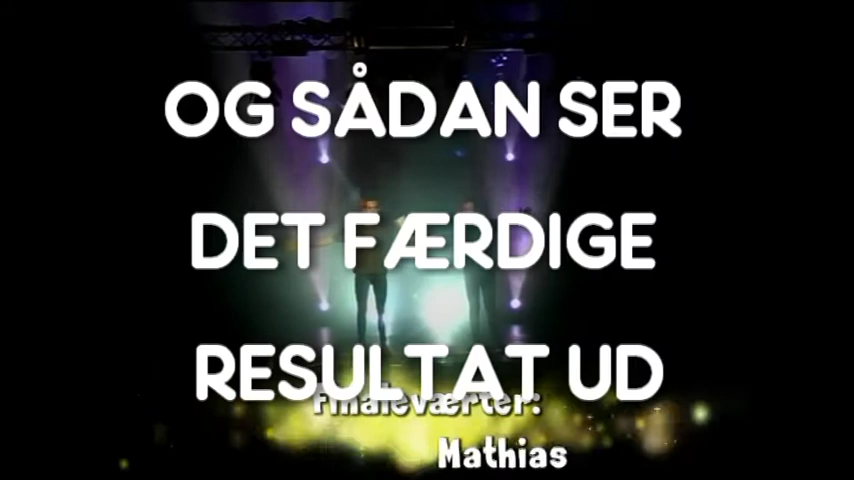 OG SÅDAN SER
DET FÆRDIGE
RESULTAT UD
Finaleværter:
Mathias